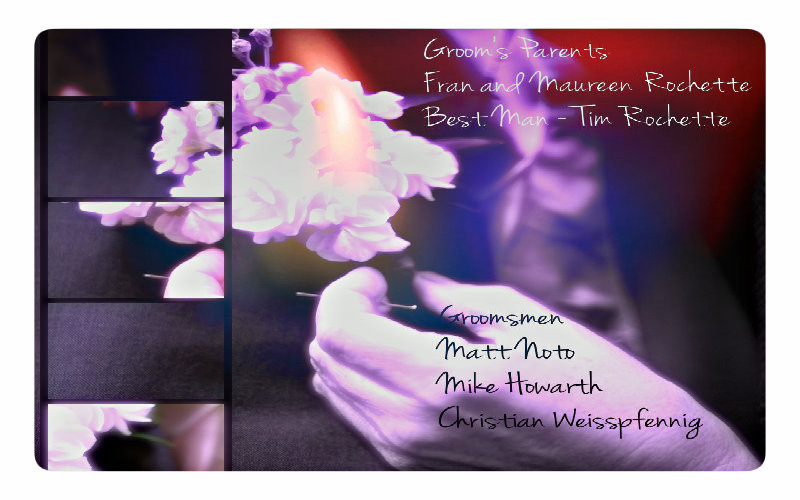 Groom's Parents
Fran and Maureen Rochette
Best Man - Tim Rochette
Groomsmen
Matt Noto
Mike Howarth
Christian Weisspfennig